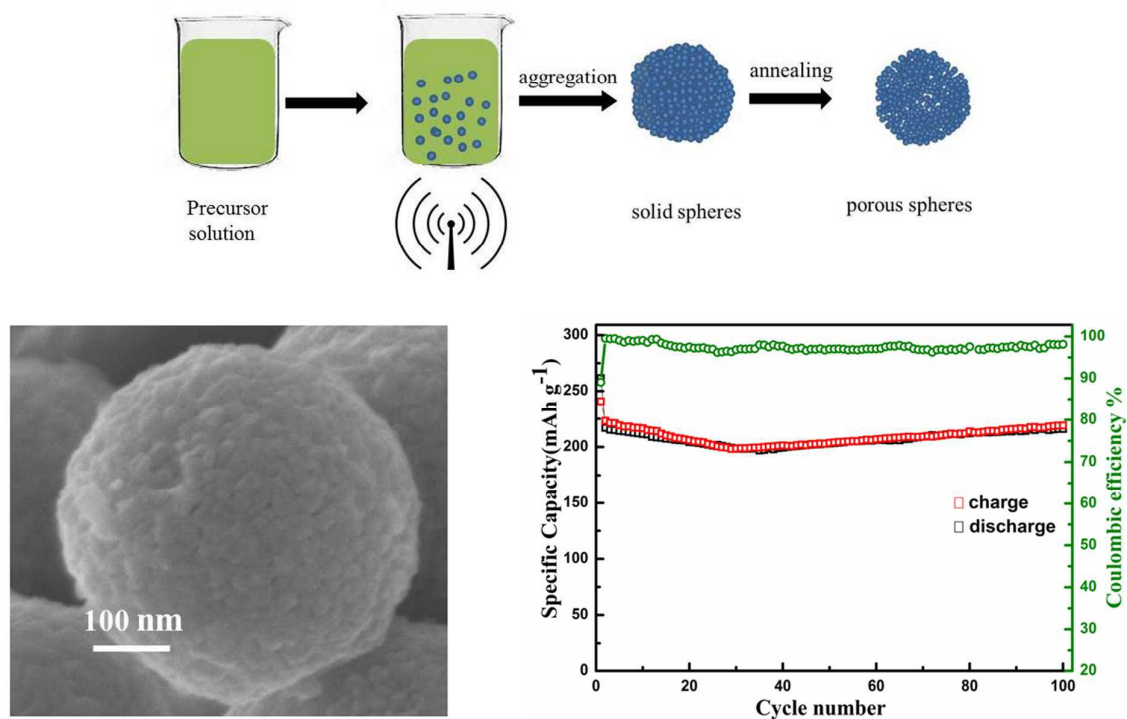 aggregation
annealing
Precursor
solution
solid spheres
porous spheres
100 nm
Specific Capacity(mAh g-1)
300
250
200
150
100
50
0
0
20
40
60
80
100
Cycle number
charge
discharge
100
90
80
70
60
50
40
30
20
Coulombic efficiency %